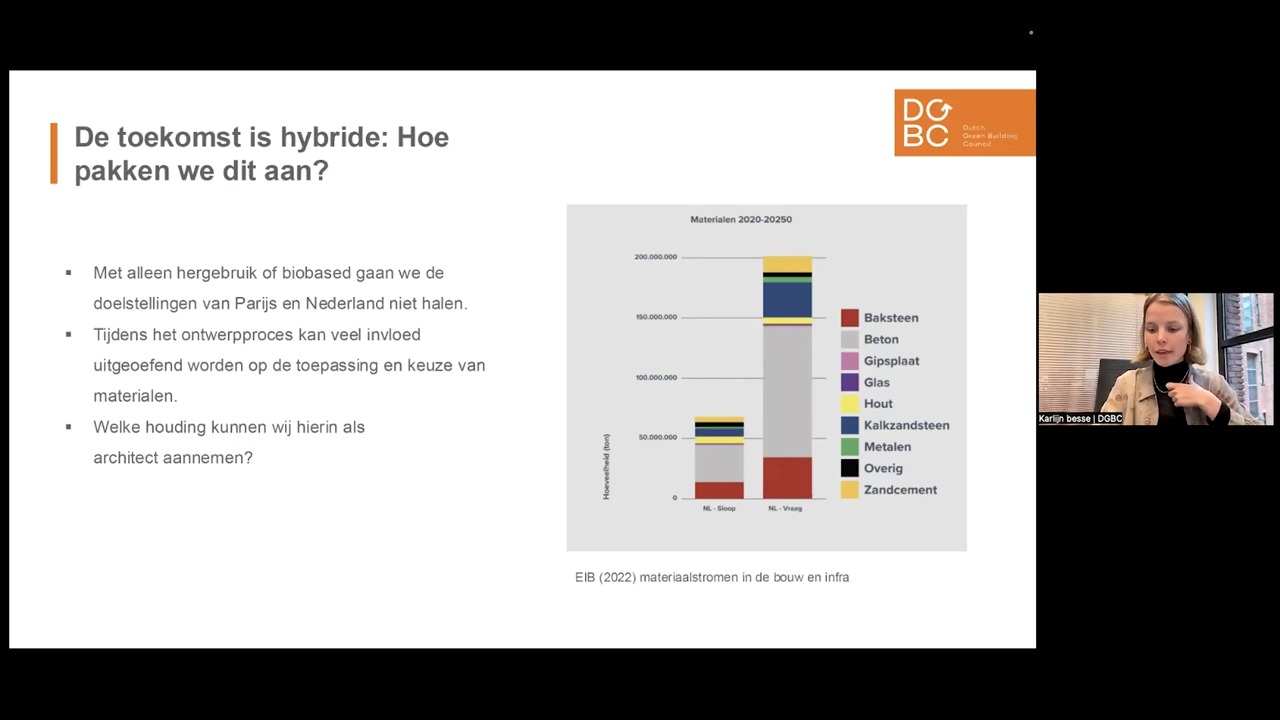 De toekomst is hybride: Hoe
pakken we dit aan?
DG
BC
Dutch
Green Building
Council
Met alleen hergebruik of biobased gaan we de
doelstellingen van Parijs en Nederland niet halen.
Tijdens het ontwerpproces kan veel invloed
uitgeoefend worden op de toepassing en keuze van
materialen.
Welke houding kunnen wij hierin als
architect aannemen?
Materialen 2020-20250
200.000.000
150.000.000
100.000.000
50.000.000
0
Hoeveelheid (ton)
NL - Sloop
NL - Vraag
Baksteen
Beton
Gipsplaat
Glas
Hout
Kalkzandsteen
Metalen
Overig
Zandcement
EIB (2022) materiaalstromen in de bouw en infra
Karlijn besse | DGBC